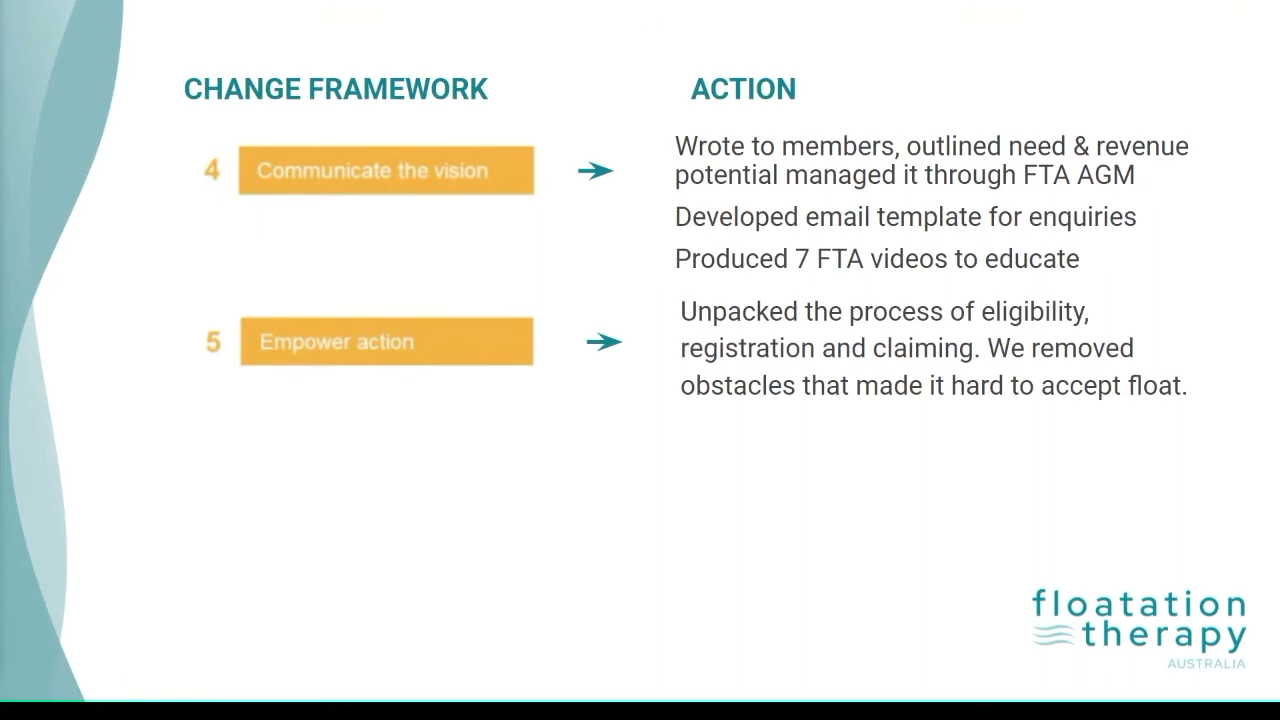 CHANGE FRAMEWORK
ACTION
4
Communicate the vision
Wrote to members, outlined need & revenue
potential managed it through FTA AGM
Developed email template for enquiries
Produced 7 FTA videos to educate
5
Empower action
Unpacked the process of eligibility,
registration and claiming. We removed
obstacles that made it hard to accept float.
floatation
therapy
AUSTRALIA